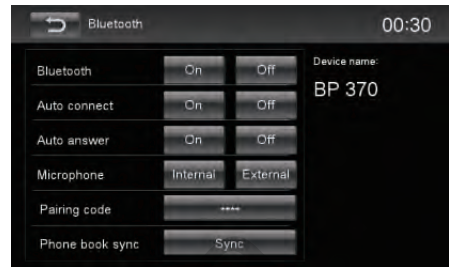 Bluetooth 00:30
Bluetooth On Off
Auto connect On Off
Auto answer On Off
Microphone Internal External
Pairing code ****
Phone book sync Sync
Device name:
BP 370